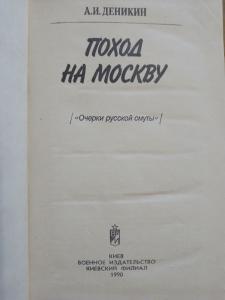 А.И.ДЕНИКИН
ПОХОД
НА МОСКВУ
/«Очерки русской смуты»/
КИЕВ
ВОЕННОЕ ИЗДАТЕЛЬСТВО
КИЕВСКИЙ ФИЛИАЛ
1990